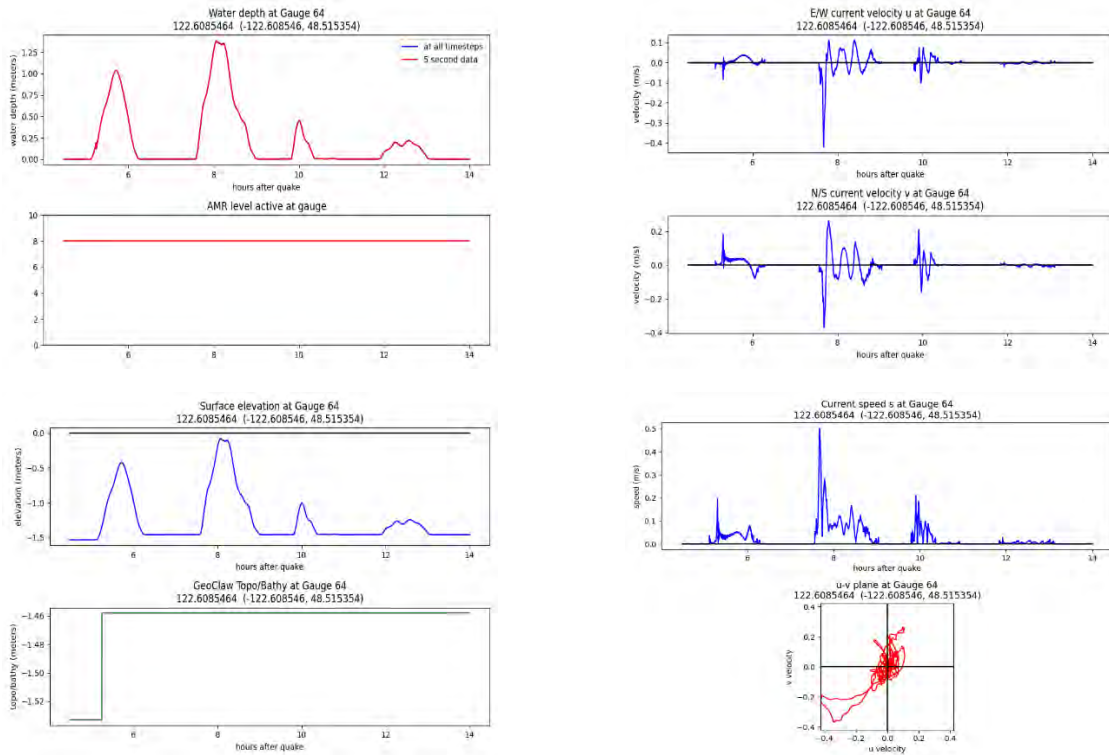 Water depth at Gauge 64
122.6085464 (-122.608546, 48.515354)
water depth (meters)
1.25
1.00
0.75
0.50
0.25
0.00
at all timesteps
5 second data
6 8 10 12 14
hours after quake
AMR level active at gauge
10
8
6
4
2
0
6 8 10 12 14
hours after quake
Surface elevation at Gauge 64
122.6085464 (-122.608546, 48.515354)
elevation (meters)
0.0
−0.5
−1.0
−1.5
6 8 10 12 14
hours after quake
GeoClaw Topo/Bathy at Gauge 64
122.6085464 (-122.608546, 48.515354)
topo/bathy (meters)
−1.46
−1.48
−1.50
−1.52
6 8 10 12 14
hours after quake
E/W current velocity u at Gauge 64
122.6085464 (-122.608546, 48.515354)
velocity (m/s)
0.1
0.0
−0.1
−0.2
−0.3
−0.4
6 8 10 12 14
hours after quake
N/S current velocity v at Gauge 64
122.6085464 (-122.608546, 48.515354)
velocity (m/s)
0.2
0.0
−0.2
−0.4
6 8 10 12 14
hours after quake
Current speed s at Gauge 64
122.6085464 (-122.608546, 48.515354)
speed (m/s)
0.5
0.4
0.3
0.2
0.1
0.0
6 8 10 12 14
hours after quake
u-v plane at Gauge 64
122.6085464 (-122.608546, 48.515354)
v velocity
0.4
0.2
0.0
−0.2
−0.4
−0.4 −0.2 0.0 0.2 0.4
u velocity